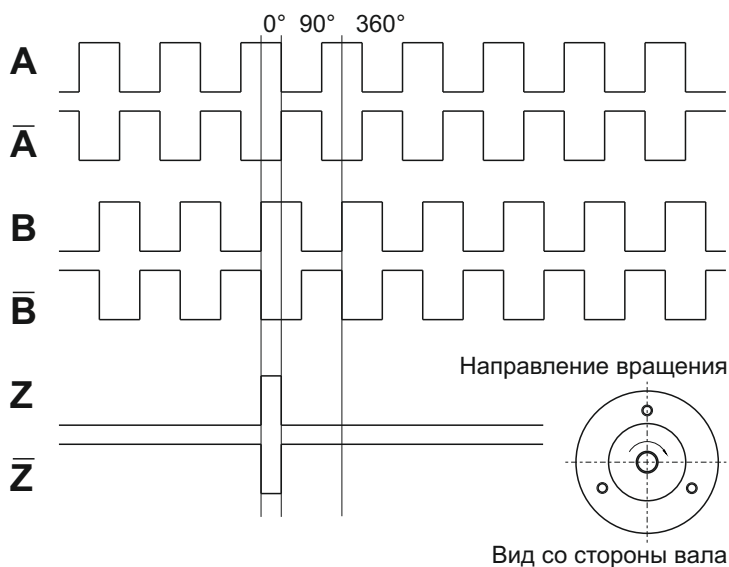 0° 90° 360°
A
A̅
B
B̅
Z
Z̅
Направление вращения
Вид со стороны вала